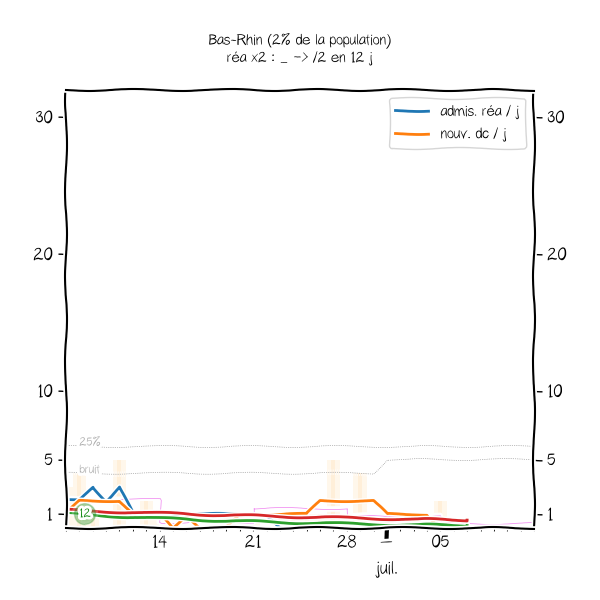 Bas-Rhin (2% de la population)
réa x2 : _ -> /2 en 12 j
admis. réa / j
nouv. dc / j
30 30
20 20
10 10
25%
5 5
bruit
12
1 1
14 21 28 1 05
juil.